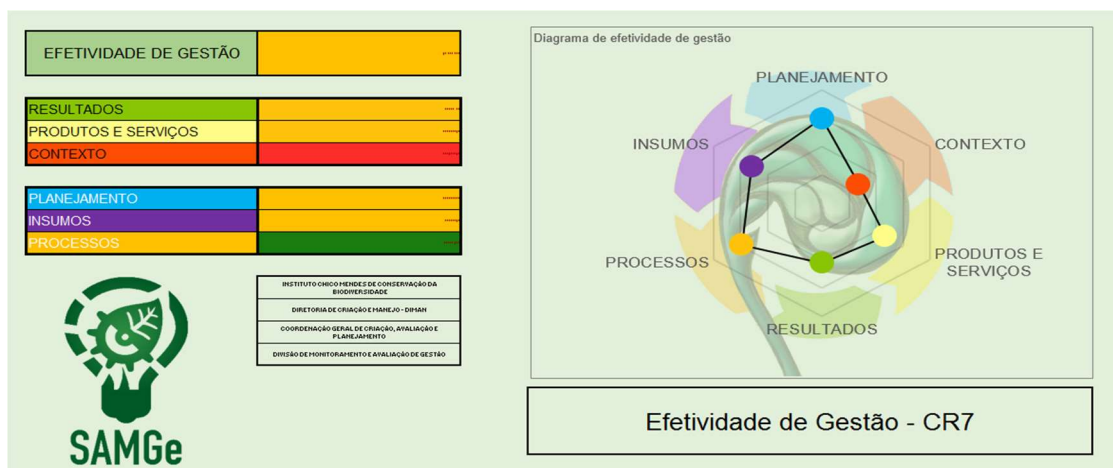 EFETIVIDADE DE GESTÃO
RESULTADOS
PRODUTOS E SERVIÇOS
CONTEXTO
PLANEJAMENTO
INSUMOS
PROCESSOS
SAMGe
INSTITUTO CHICO MENDES DE CONSERVAÇÃO DA
BIODIVERSIDADE
DIRETORIA DE CRIAÇÃO E MANEJO - DIMAN
COORDENAÇÃO GERAL DE CRIAÇÃO, AVALIAÇÃO E
PLANEJAMENTO
DIVISÃO DE MONITORAMENTO E AVALIAÇÃO DE GESTÃO
Diagrama de efetividade de gestão
PLANEJAMENTO
INSUMOS
CONTEXTO
PROCESSOS
PRODUTOS E
SERVIÇOS
RESULTADOS
Efetividade de Gestão - CR7